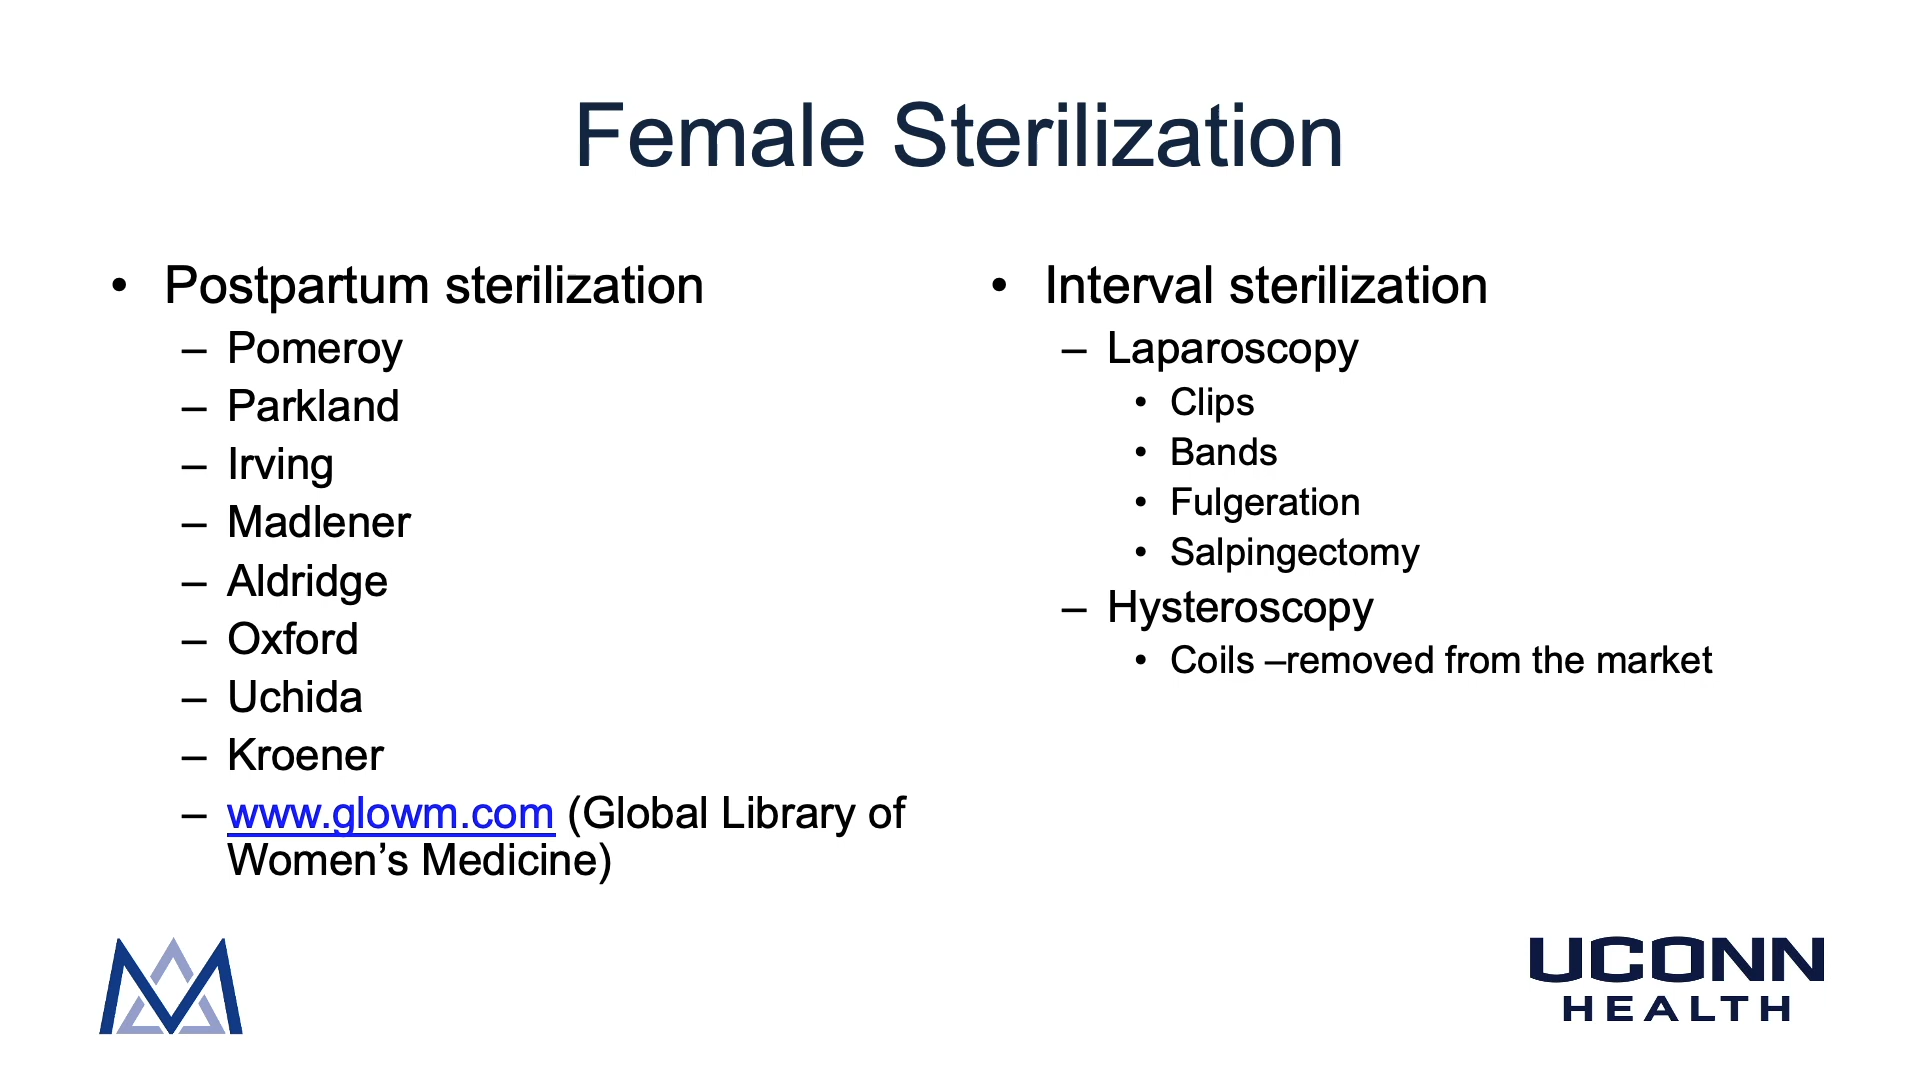 Female Sterilization
• Postpartum sterilization
– Pomeroy
– Parkland
– Irving
– Madlener
– Aldridge
– Oxford
– Uchida
– Kroener
– www.glowm.com (Global Library of
Women’s Medicine)
• Interval sterilization
– Laparoscopy
• Clips
• Bands
• Fulgeration
• Salpingectomy
– Hysteroscopy
• Coils –removed from the market
UCONN
HEALTH